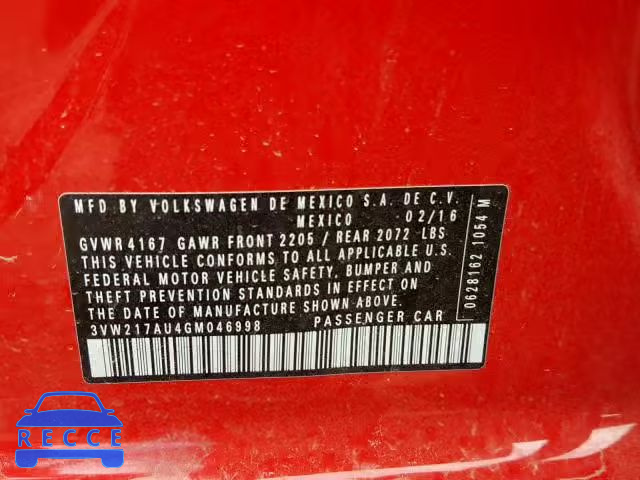 MFD BY VOLKSWAGEN DE MEXICO S.A. DE C.V.
MEXICO 02/16
GVWR 4167 GAWR FRONT 2205 / REAR 2072 LBS
THIS VEHICLE CONFORMS TO ALL APPLICABLE U.S.
FEDERAL MOTOR VEHICLE SAFETY, BUMPER AND
THEFT PREVENTION STANDARDS IN EFFECT ON
THE DATE OF MANUFACTURE SHOWN ABOVE.
3VW217AU4GM046998 PASSENGER CAR
0628162 1054 M
BIDFACE